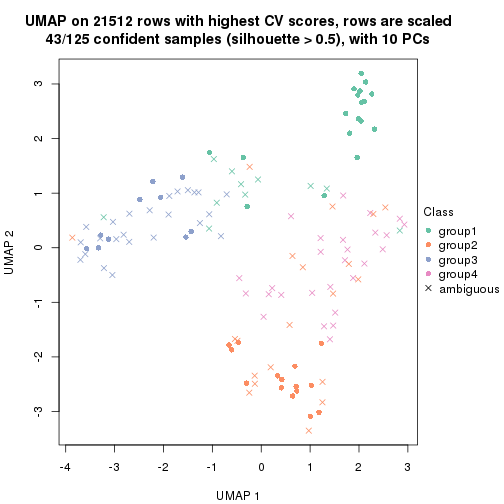 UMAP on 21512 rows with highest CV scores, rows are scaled
43/125 confident samples (silhouette > 0.5), with 10 PCs
3
2
1
0
-1
-2
-3
UMAP 2
-4
-3
-2
-1
0
1
2
3
UMAP 1
Class
group1
group2
group3
group4
ambiguous